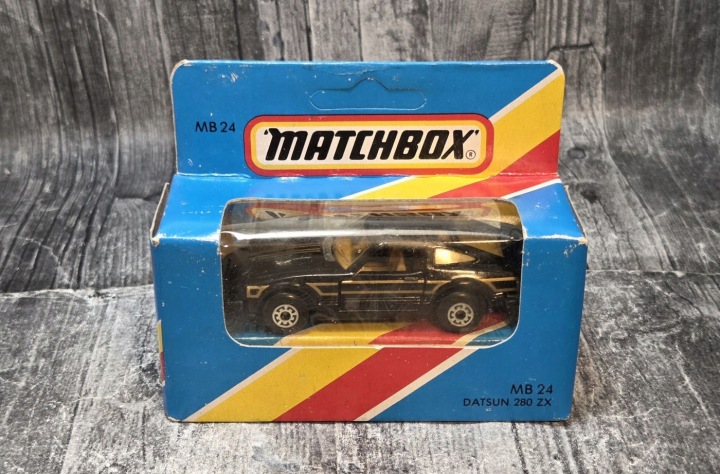 MB 24
MATCHBOX
®
MB 24
DATSUN 280 ZX